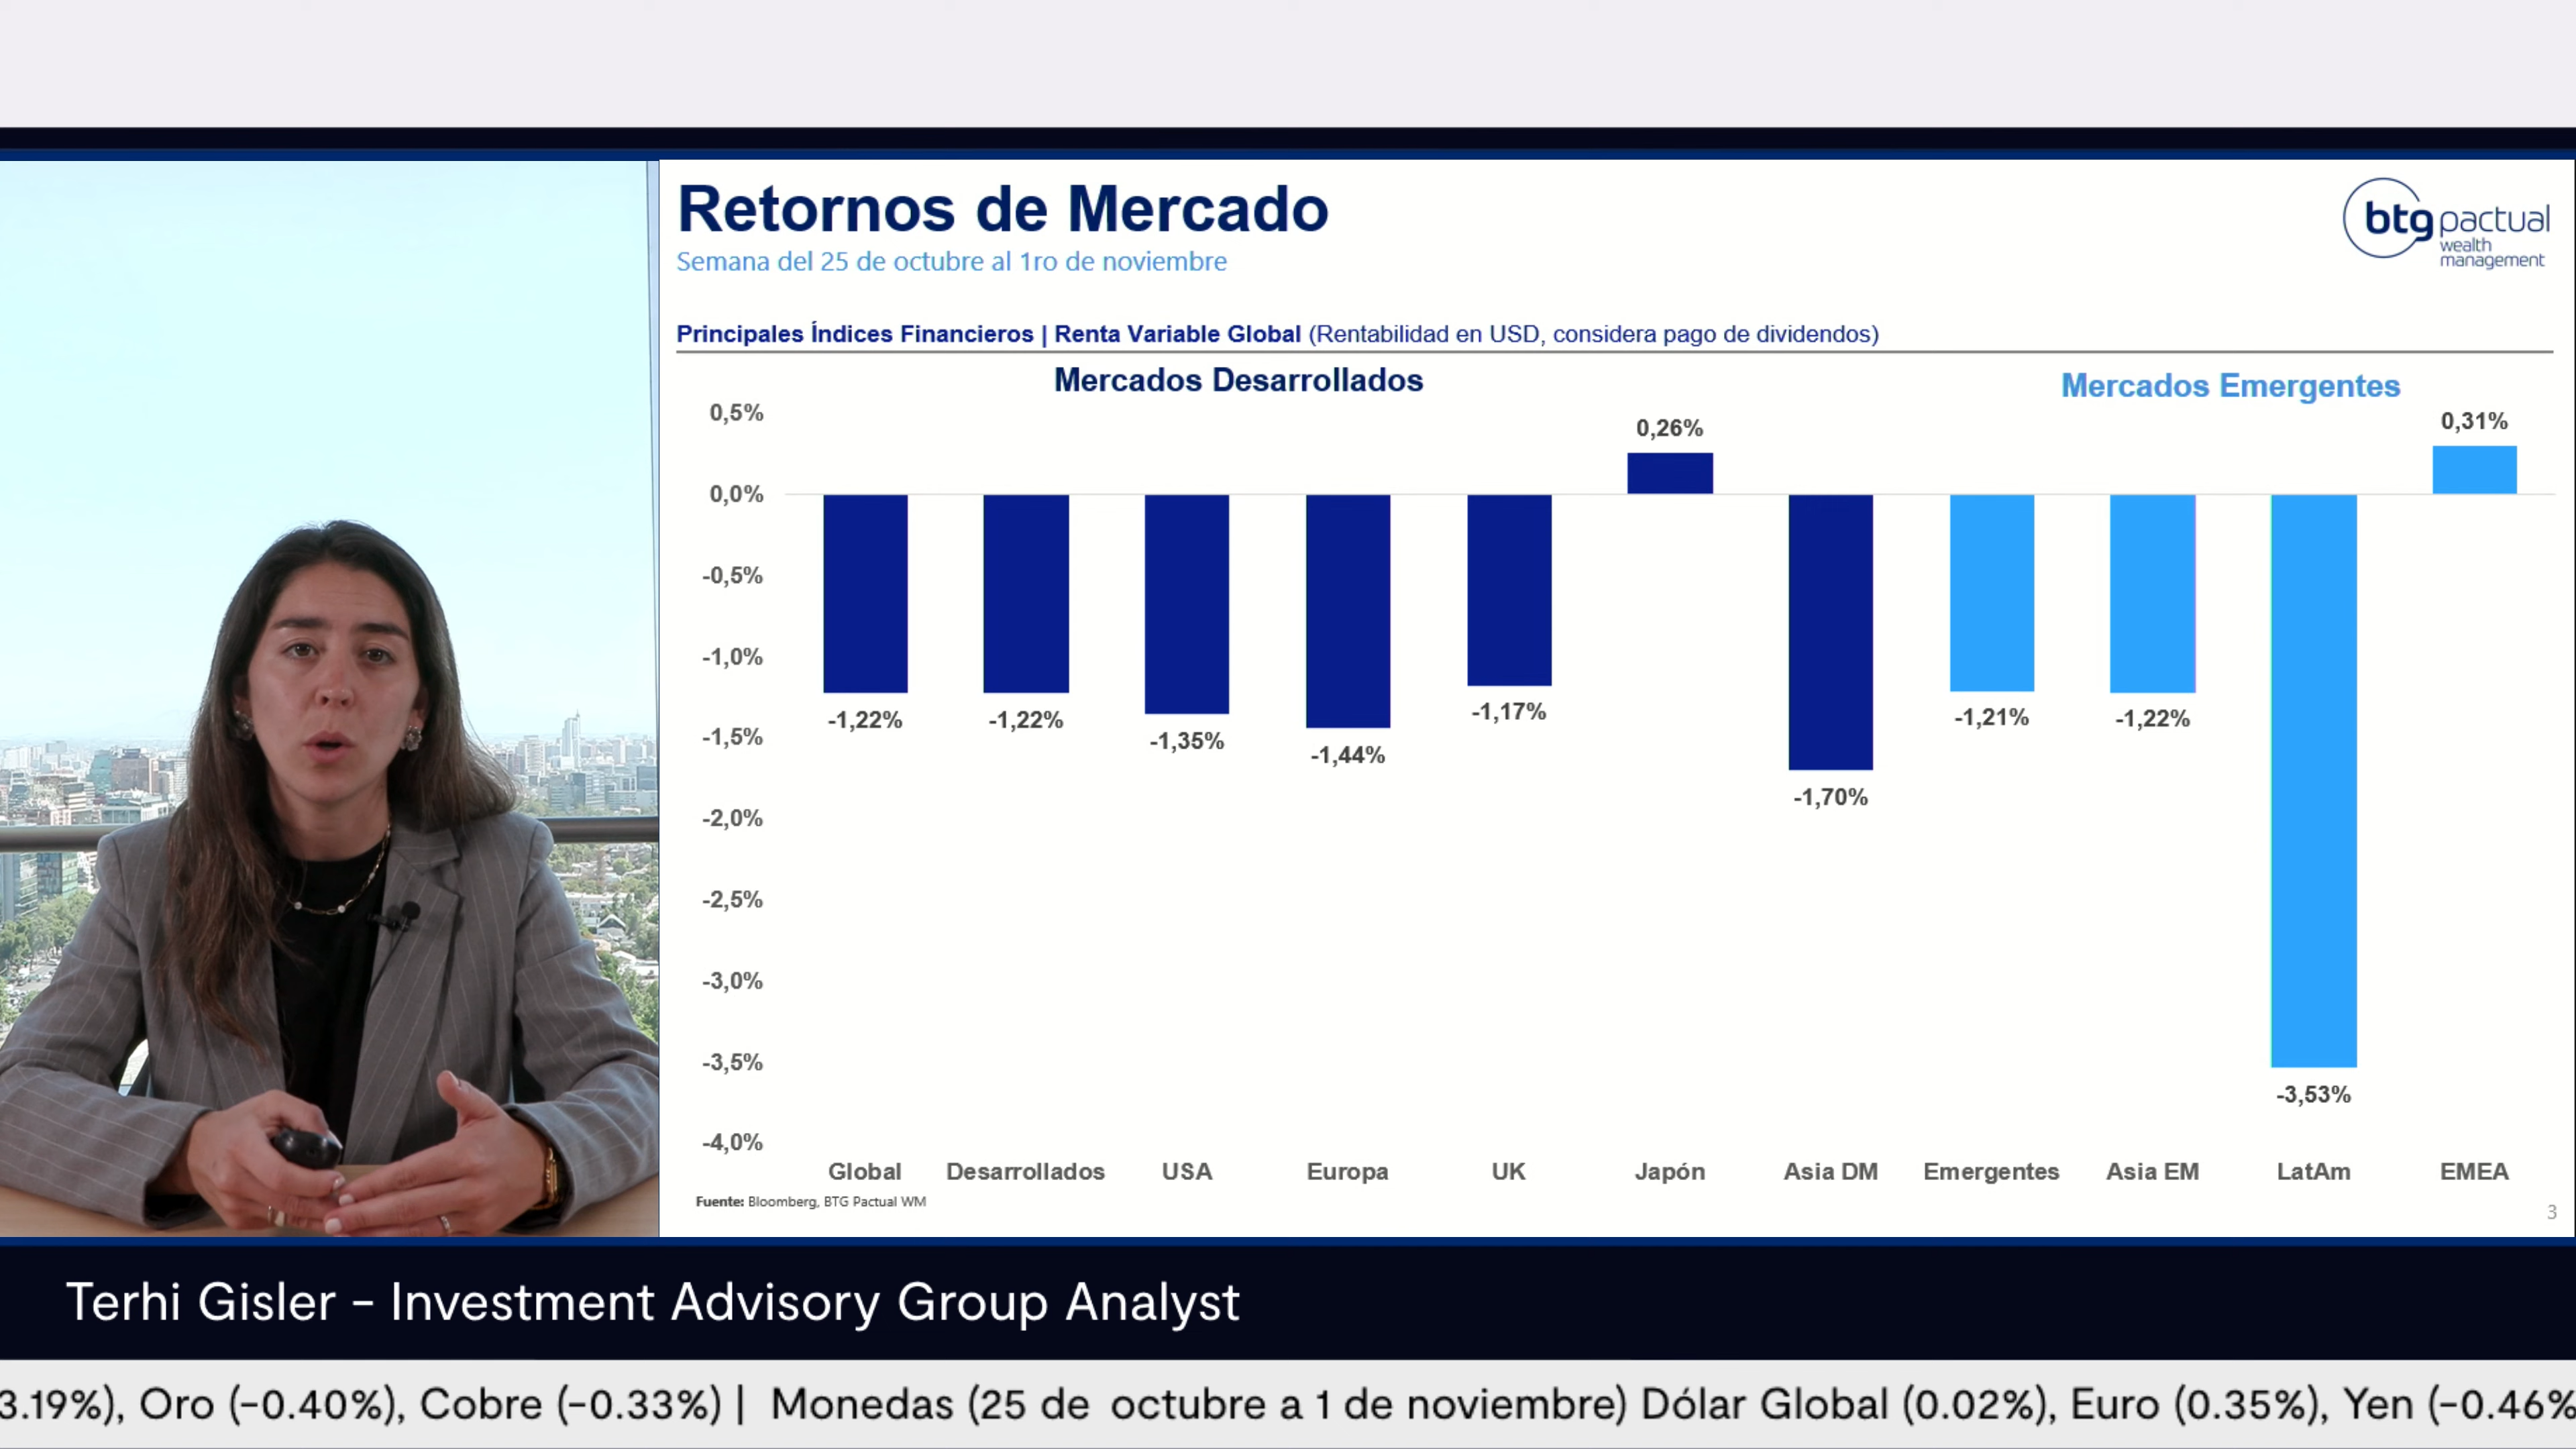 Retornos de Mercado
Semana del 25 de octubre al 1ro de noviembre
btg pactual
wealth
management
Principales Índices Financieros | Renta Variable Global (Rentabilidad en USD, considera pago de dividendos)
Mercados Desarrollados
Mercados Emergentes
0,5%
0,0%
-0,5%
-1,0%
-1,5%
-2,0%
-2,5%
-3,0%
-3,5%
-4,0%
-1,22%
-1,22%
-1,35%
-1,44%
-1,17%
0,26%
-1,70%
-1,21%
-1,22%
-3,53%
0,31%
Global
Desarrollados
USA
Europa
UK
Japón
Asia DM
Emergentes
Asia EM
LatAm
EMEA
Fuente: Bloomberg, BTG Pactual WM
3
Terhi Gisler - Investment Advisory Group Analyst
3.19%), Oro (-0.40%), Cobre (-0.33%) | Monedas (25 de octubre a 1 de noviembre) Dólar Global (0.02%), Euro (0.35%), Yen (-0.46%